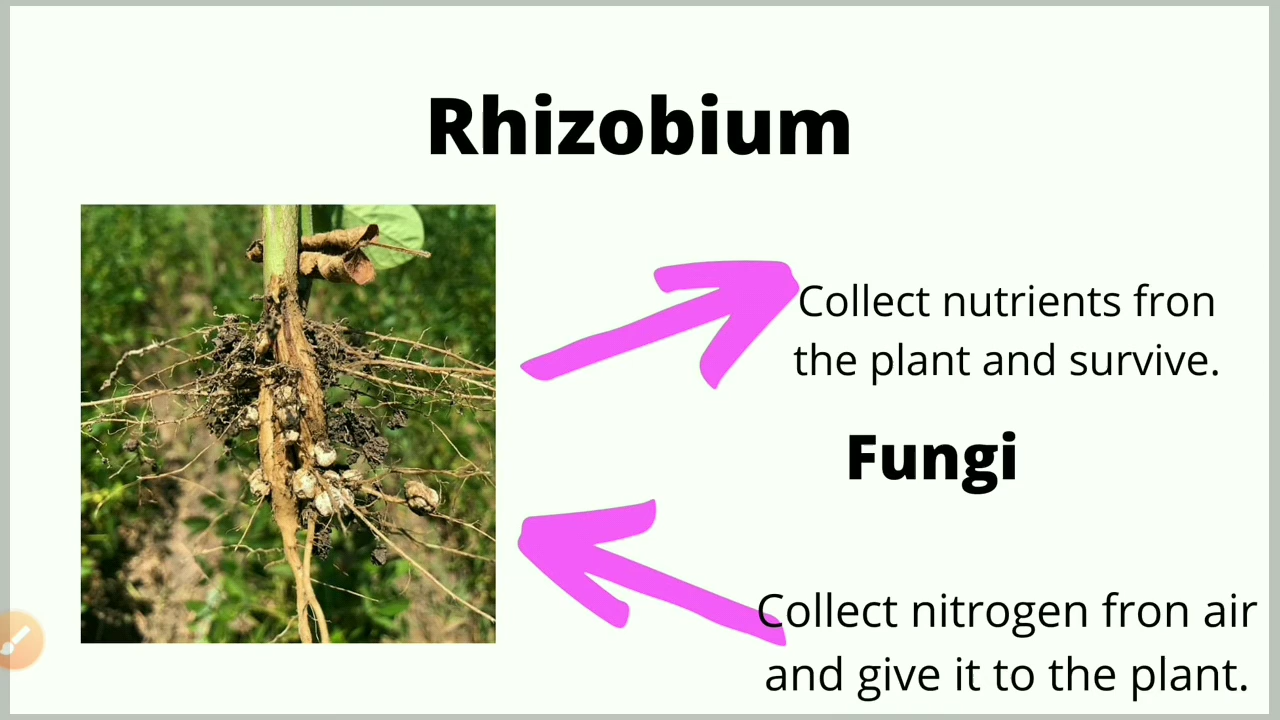 Rhizobium
Collect nutrients fron
the plant and survive.
Fungi
Collect nitrogen fron air
and give it to the plant.